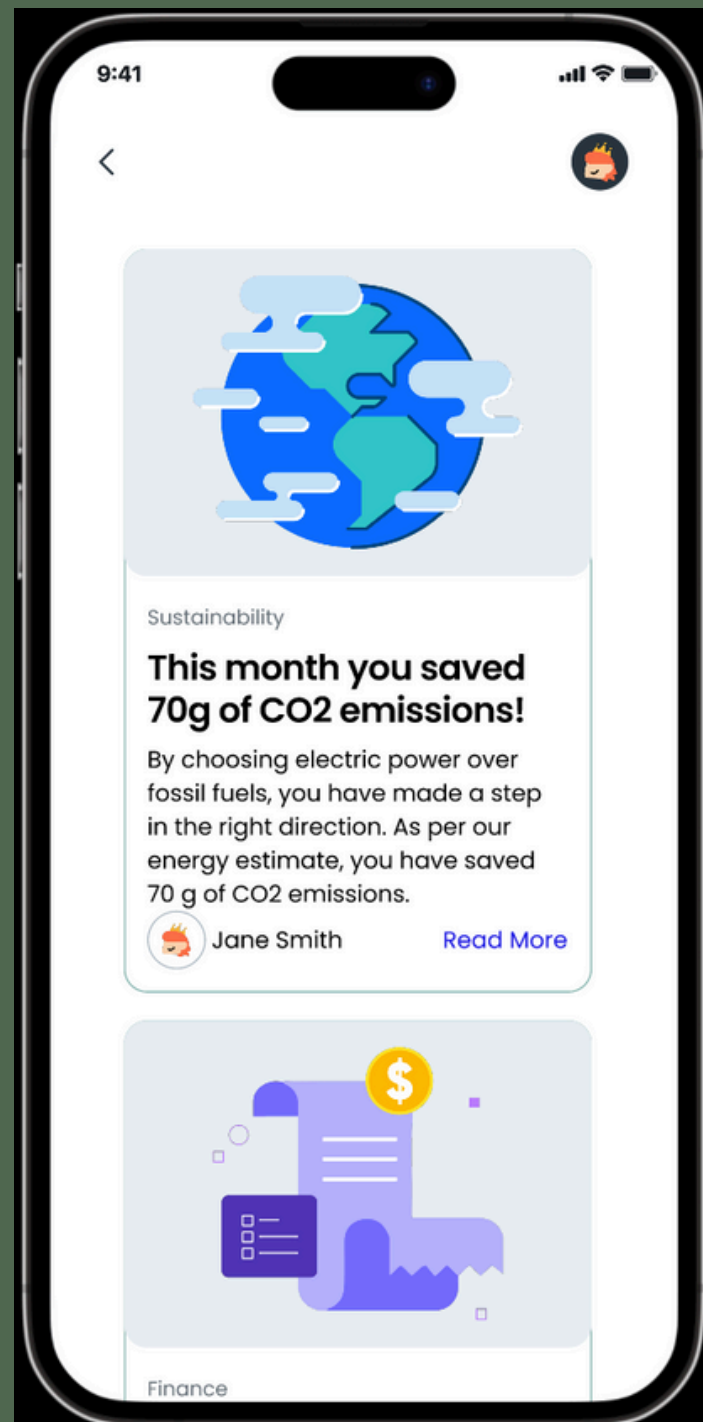 9:41
Sustainability
This month you saved
70g of CO2 emissions!
By choosing electric power over
fossil fuels, you have made a step
in the right direction. As per our
energy estimate, you have saved
70 g of CO2 emissions.
Jane Smith Read More
$
Finance